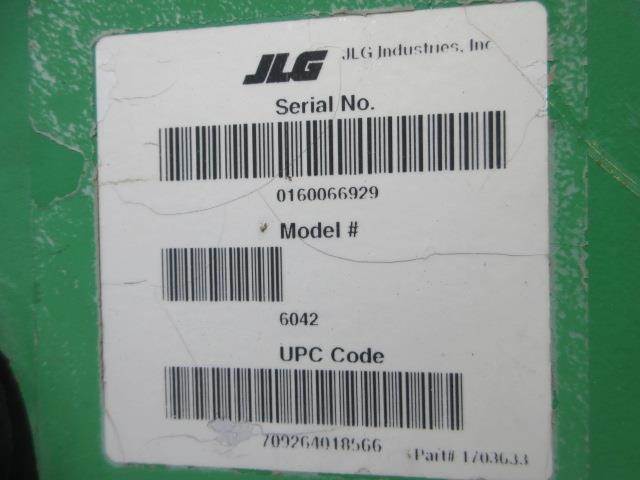 JLG JLG Industries, Inc
Serial No.
0160066929
Model #
6042
UPC Code
709264018566
Part# 1703633